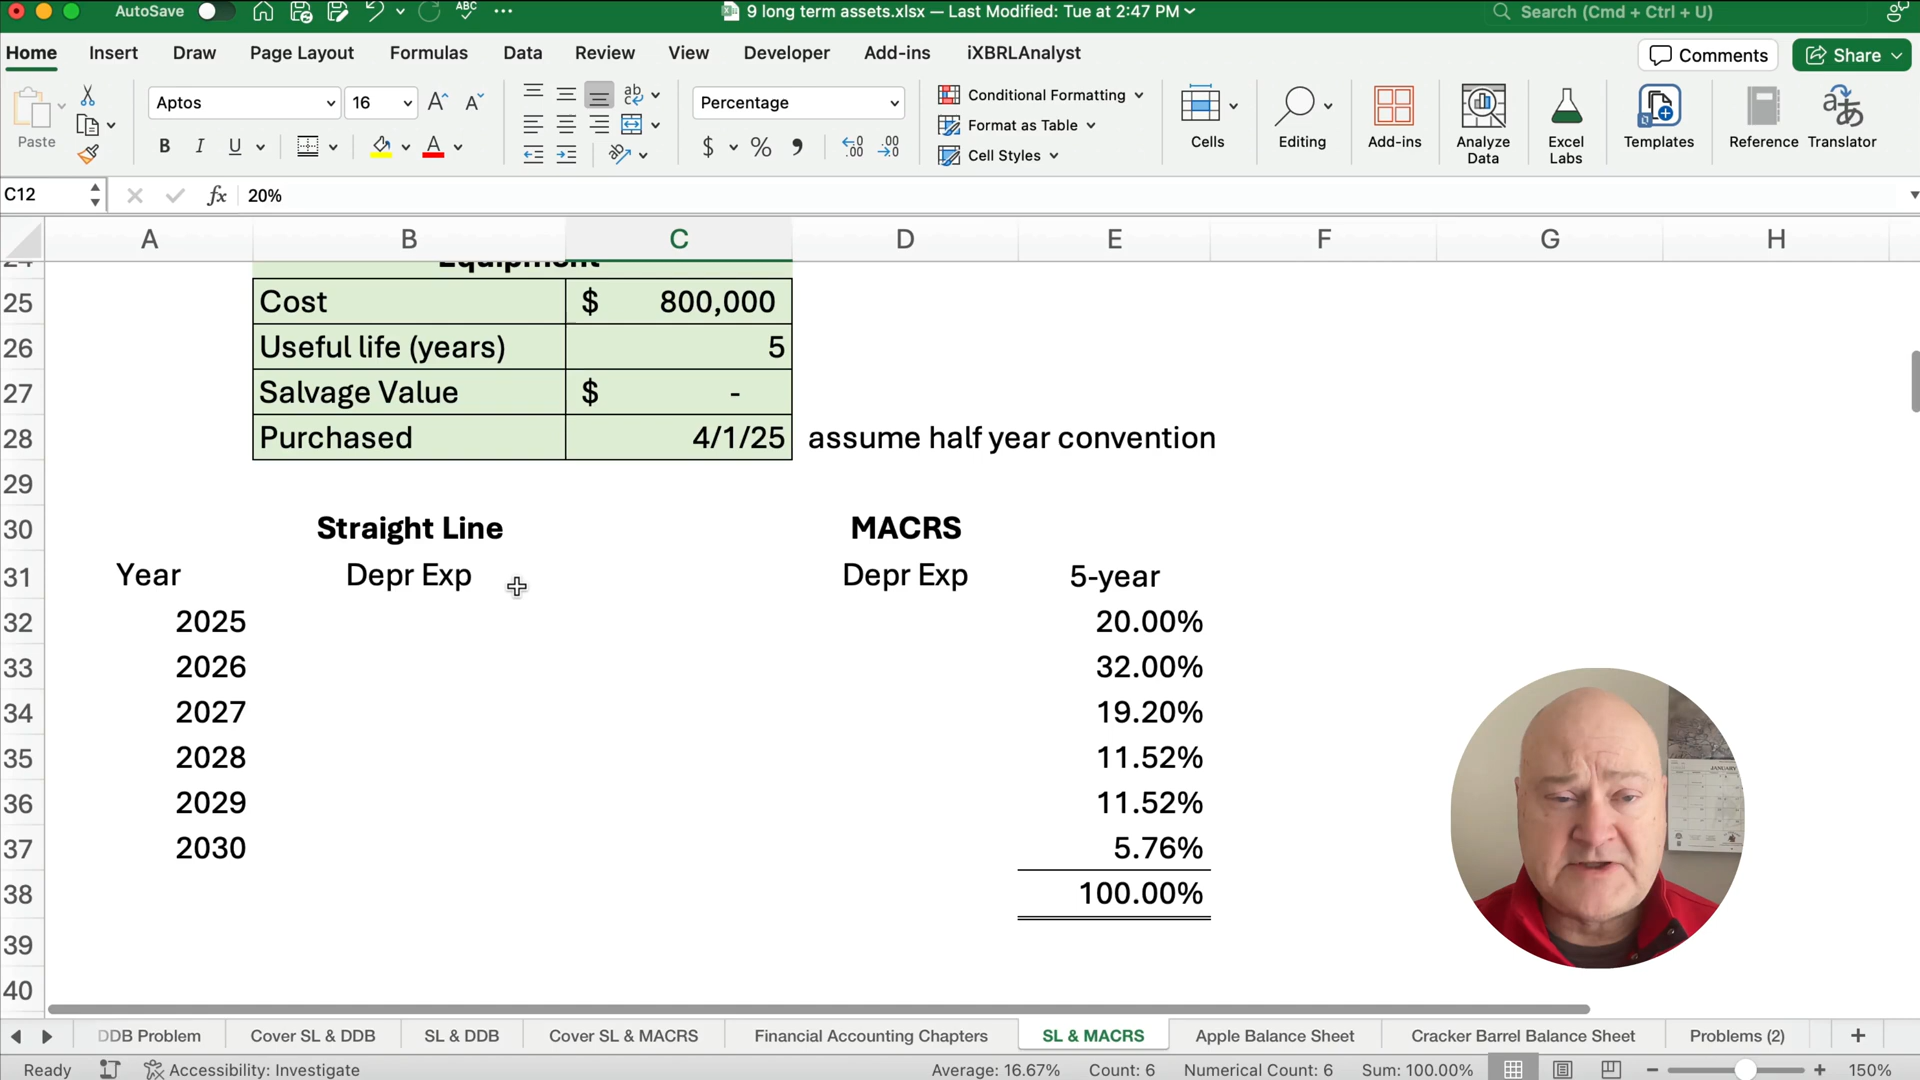 AutoSave
ABC
9 long term assets.xlsx — Last Modified: Tue at 2:47 PM
Search (Cmd + Ctrl + U)
Home Insert Draw Page Layout Formulas Data Review View Developer Add-ins iXBRLAnalyst
Comments Share
Paste
Aptos 16
Percentage
Conditional Formatting
Format as Table
Cell Styles
Cells Editing Add-ins Analyze Data Excel Labs Templates Reference Translator
C12 fx 20%
A B C D E F G H
24 Equipment
25 Cost $ 800,000
26 Useful life (years) 5
27 Salvage Value $ -
28 Purchased 4/1/25 assume half year convention
29
30 Straight Line MACRS
31 Year Depr Exp Depr Exp 5-year
32 2025 20.00%
33 2026 32.00%
34 2027 19.20%
35 2028 11.52%
36 2029 11.52%
37 2030 5.76%
38 100.00%
39
40
DDB Problem Cover SL & DDB SL & DDB Cover SL & MACRS Financial Accounting Chapters SL & MACRS Apple Balance Sheet Cracker Barrel Balance Sheet Problems (2)
Ready Accessibility: Investigate Average: 16.67% Count: 6 Numerical Count: 6 Sum: 100.00% 150%